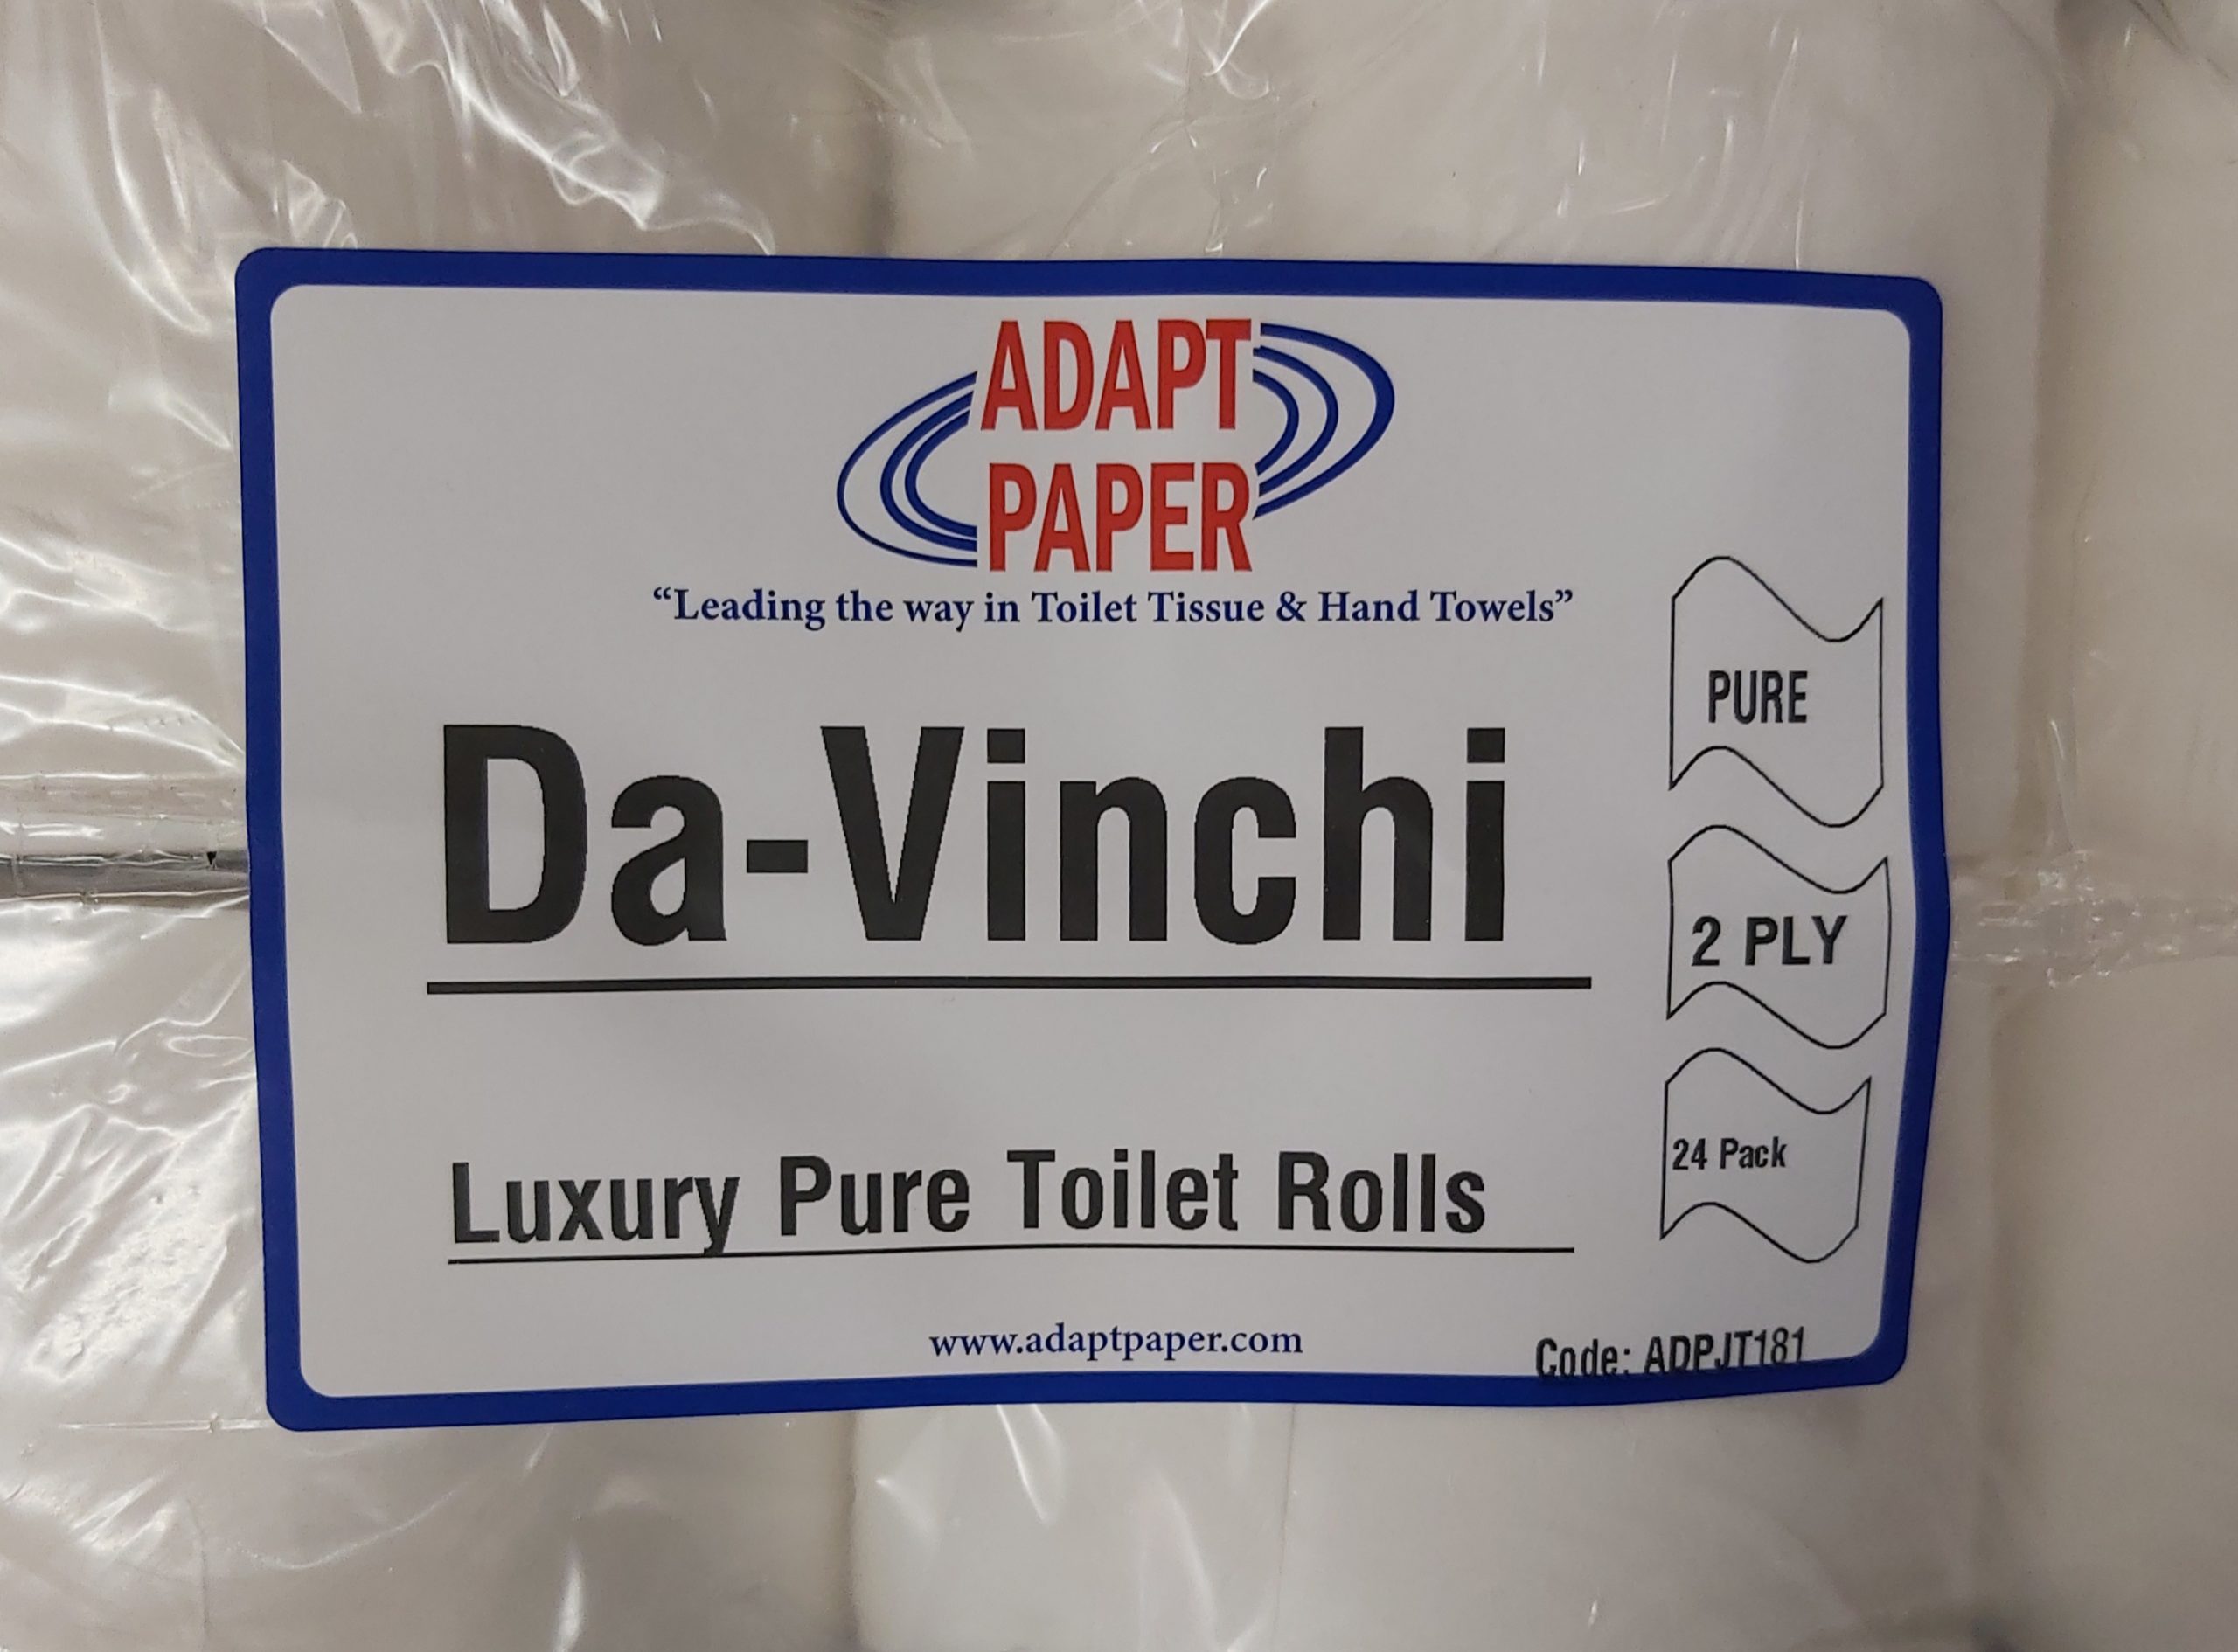 ADAPT
PAPER
“Leading the way in Toilet Tissue & Hand Towels”
PURE
Da-Vinchi
2 PLY
24 Pack
Luxury Pure Toilet Rolls
www.adaptpaper.com
Code: ADPJT181